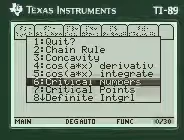 TEXAS INSTRUMENTS TI-89
1:Quit?
2:Chain Rule
3:Concavity
4:cos(a*x) derivativ
5:cos(a*x) integrate
6:Critical Numbers
7:Critical Points
8↓Definite Intgrl
MAIN DEGAUTO FUNC 0/30